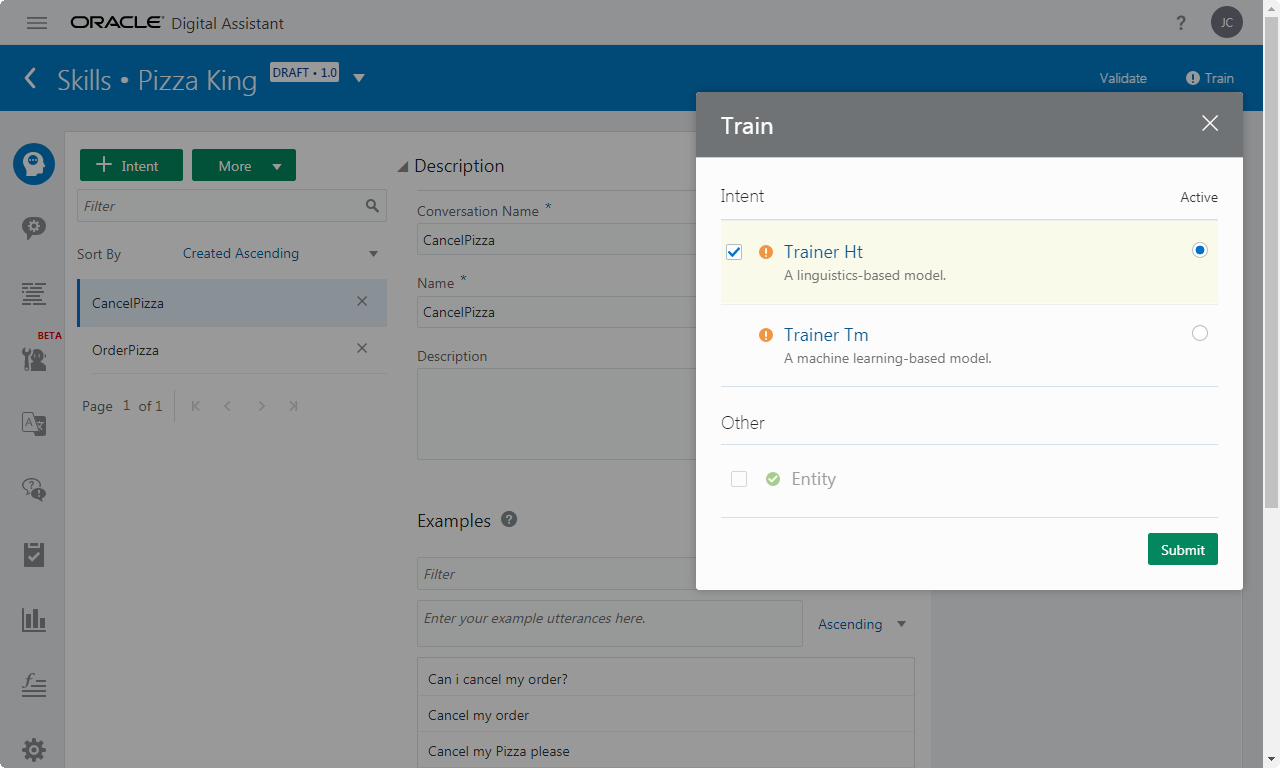 ORACLE Digital Assistant
? JC
Skills • Pizza King DRAFT • 1.0
Validate ! Train
Train
+ Intent More
Filter
Sort By Created Ascending
CancelPizza
BETA
OrderPizza
Page 1 of 1
Description
Conversation Name *
CancelPizza
Name *
CancelPizza
Description
Examples ?
Filter
Enter your example utterances here.
Ascending
Can i cancel my order?
Cancel my order
Cancel my Pizza please
Intent Active
Trainer Ht
A linguistics-based model.
Trainer Tm
A machine learning-based model.
Other
Entity
Submit